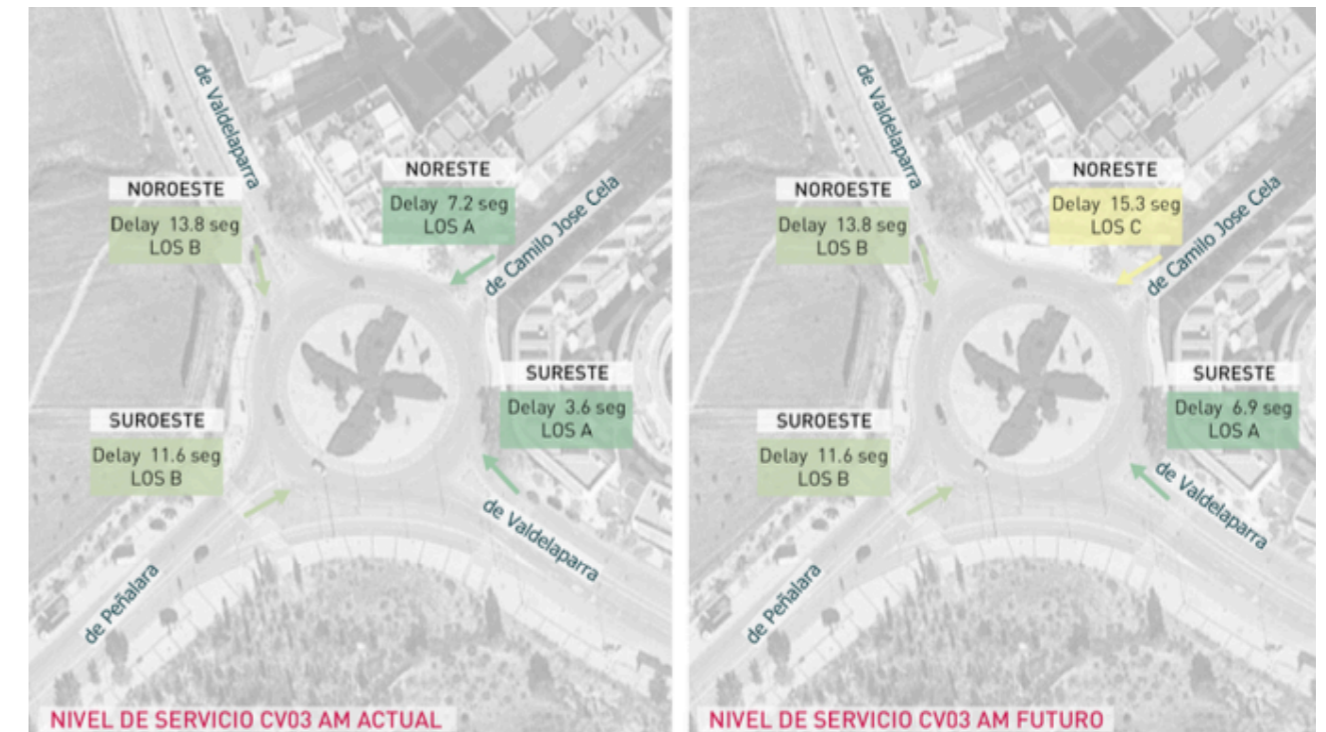 de Valdelaparra
NORESTE
Delay 7.2 seg
LOS A
NOROESTE
Delay 13.8 seg
LOS B
de Camilo Jose Cela
SURESTE
Delay 3.6 seg
LOS A
SUROESTE
Delay 11.6 seg
LOS B
de Valdelaparra
de Peñalara
NIVEL DE SERVICIO CV03 AM ACTUAL
de Valdelaparra
NORESTE
Delay 15.3 seg
LOS C
NOROESTE
Delay 13.8 seg
LOS B
de Camilo Jose Cela
SURESTE
Delay 6.9 seg
LOS A
SUROESTE
Delay 11.6 seg
LOS B
de Valdelaparra
de Peñalara
NIVEL DE SERVICIO CV03 AM FUTURO